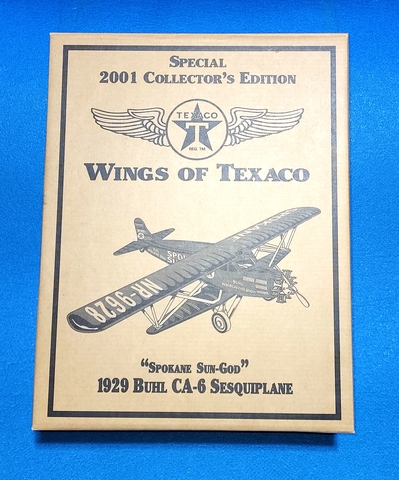 SPECIAL
2001 COLLECTOR'S EDITION
TEXACO
T
REG. TM.
WINGS OF TEXACO
NR-9628
"SPOKANE SUN-GOD"
1929 BUHL CA-6 SESQUIPLANE